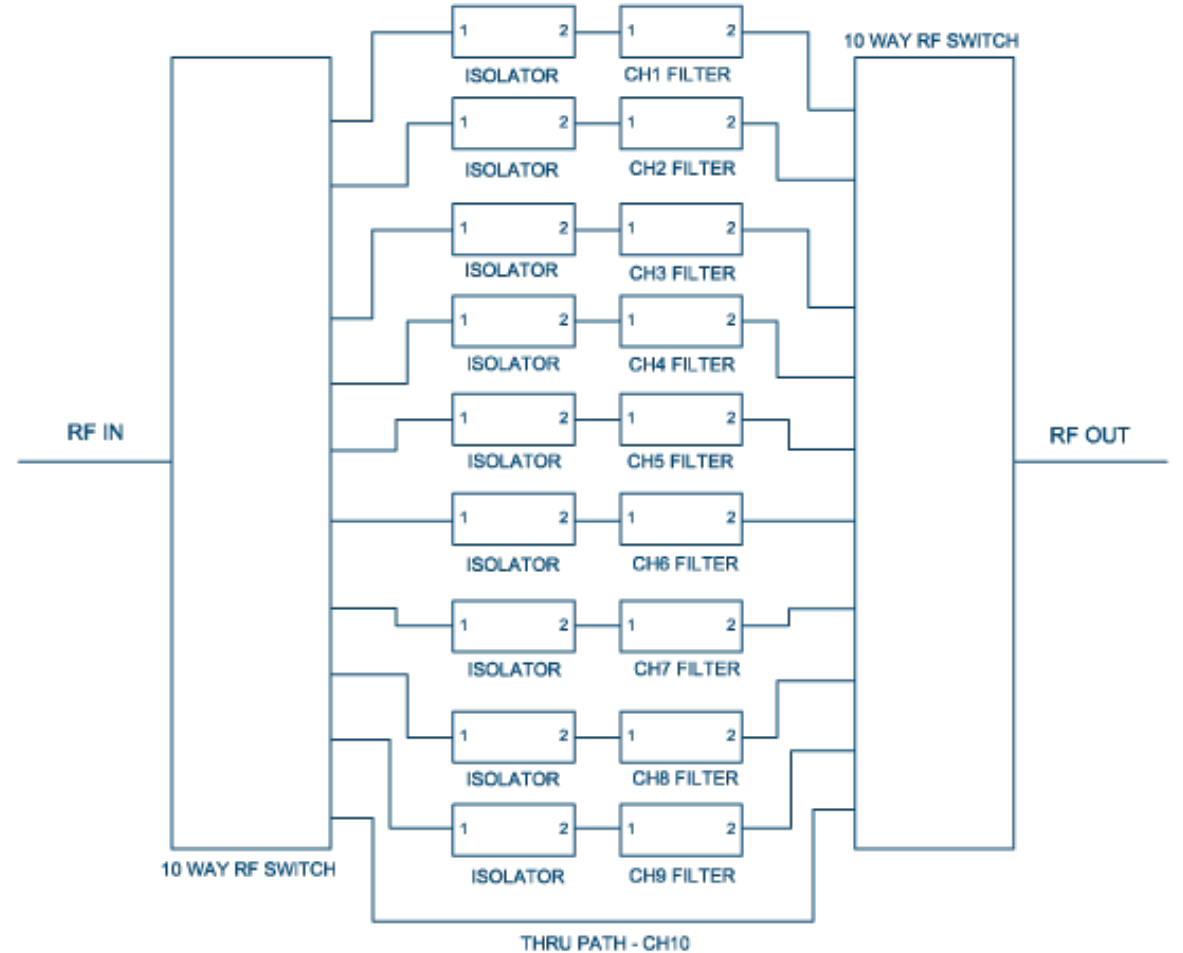 10 WAY RF SWITCH
1 2 1 2
ISOLATOR CH1 FILTER
1 2 1 2
ISOLATOR CH2 FILTER
1 2 1 2
ISOLATOR CH3 FILTER
1 2 1 2
ISOLATOR CH4 FILTER
1 2 1 2
RF IN RF OUT
ISOLATOR CH5 FILTER
1 2 1 2
ISOLATOR CH6 FILTER
1 2 1 2
ISOLATOR CH7 FILTER
1 2 1 2
ISOLATOR CH8 FILTER
1 2 1 2
10 WAY RF SWITCH
ISOLATOR CH9 FILTER
THRU PATH - CH10